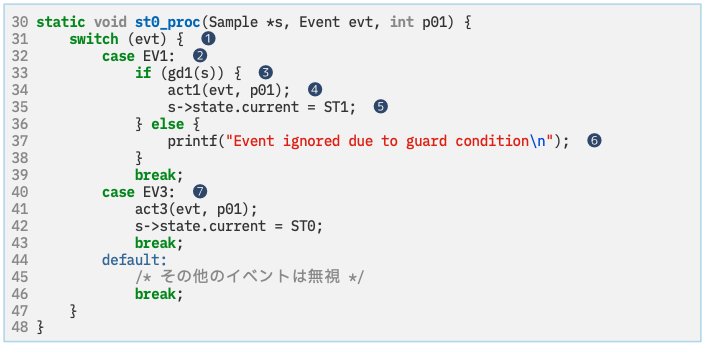 30 static void st0_proc(Sample *s, Event evt, int p01) {
31     switch (evt) { ❶
32         case EV1: ❷
33             if (gd1(s)) { ❸
34                 act1(evt, p01); ❹
35                 s->state.current = ST1; ❺
36             } else {
37                 printf("Event ignored due to guard condition\n"); ❻
38             }
39             break;
40         case EV3: ❼
41             act3(evt, p01);
42             s->state.current = ST0;
43             break;
44         default:
45             /* その他のイベントは無視 */
46             break;
47     }
48 }